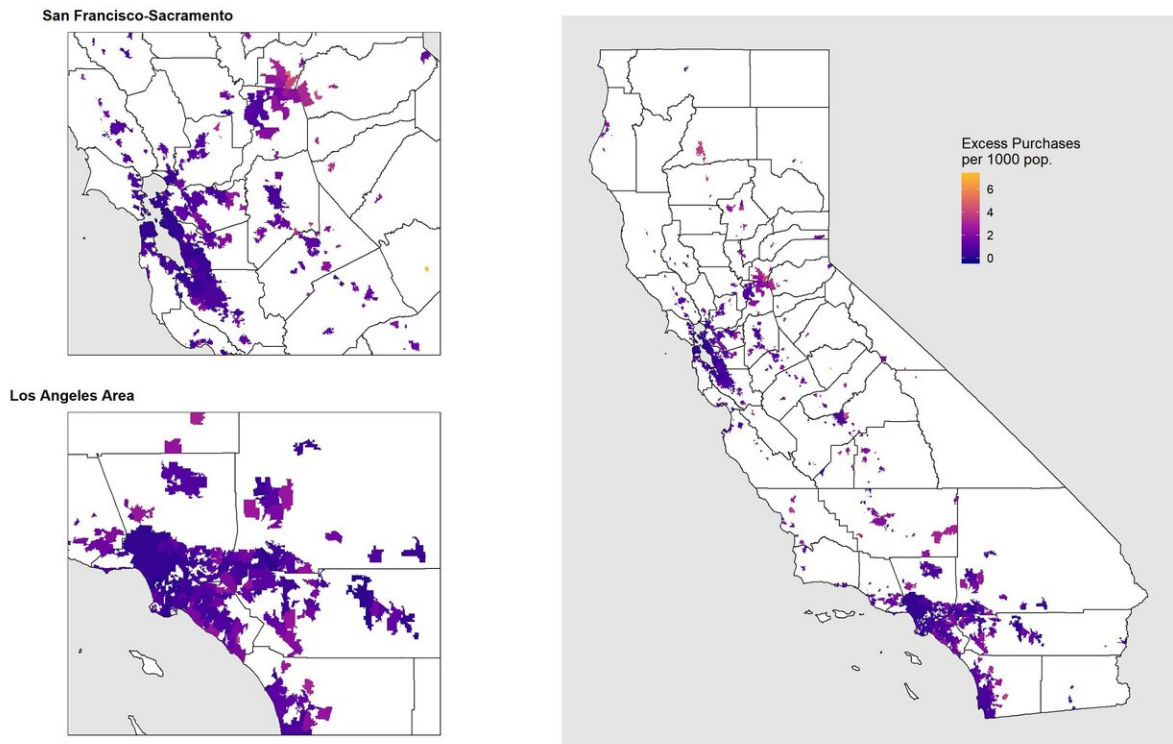 San Francisco-Sacramento
Los Angeles Area
Excess Purchases
per 1000 pop.
6
4
2
0